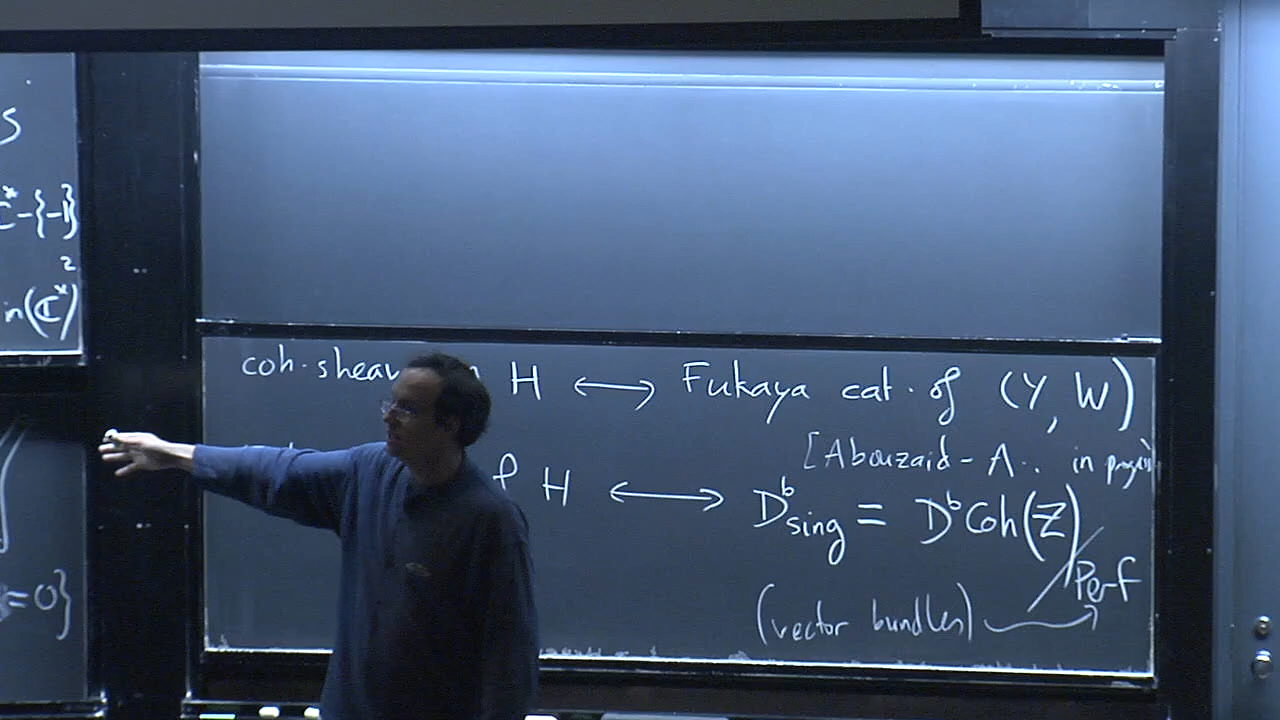 S
ℂ*-{-1}
in(ℂ*)²
=0}
coh. sheav H ⟷ Fukaya cat. of (Y, W)
[Abouzaid - A.. in progress
f H ⟷ D^b_sing = D^b Coh(Z)/Perf
(vector bundles)